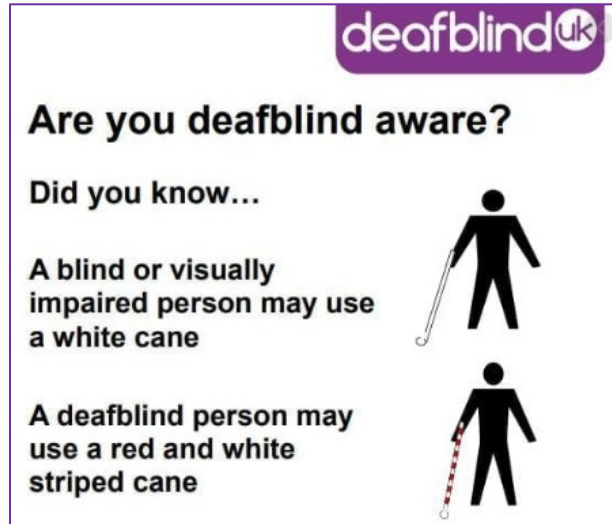 deafblind uk
Are you deafblind aware?
Did you know...
A blind or visually
impaired person may use
a white cane
A deafblind person may
use a red and white
striped cane